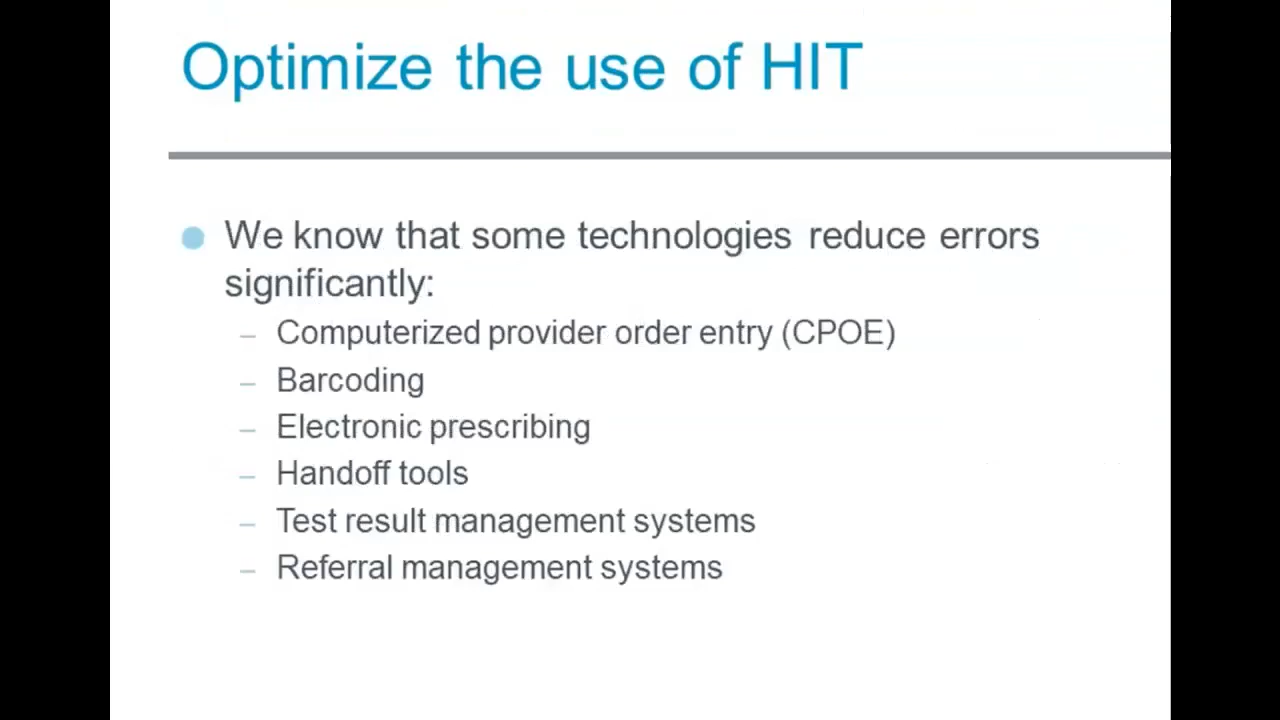 Optimize the use of HIT
We know that some technologies reduce errors
significantly:
– Computerized provider order entry (CPOE)
– Barcoding
– Electronic prescribing
– Handoff tools
– Test result management systems
– Referral management systems